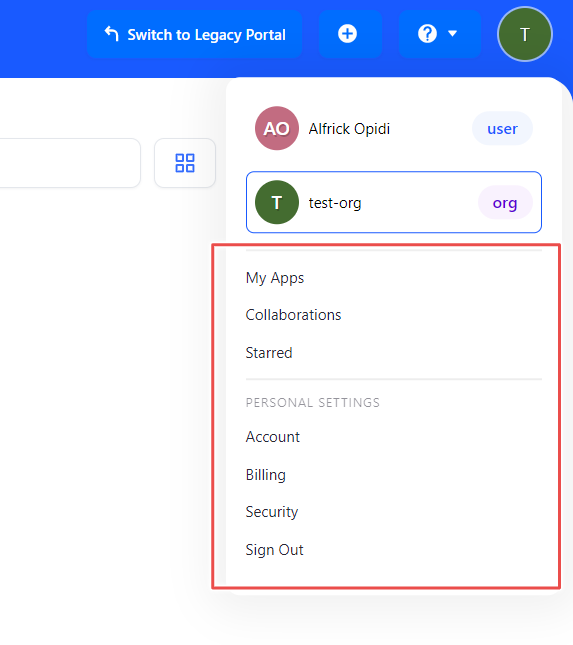 Switch to Legacy Portal
T
AO Alfrick Opidi user
T test-org org
My Apps
Collaborations
Starred
PERSONAL SETTINGS
Account
Billing
Security
Sign Out